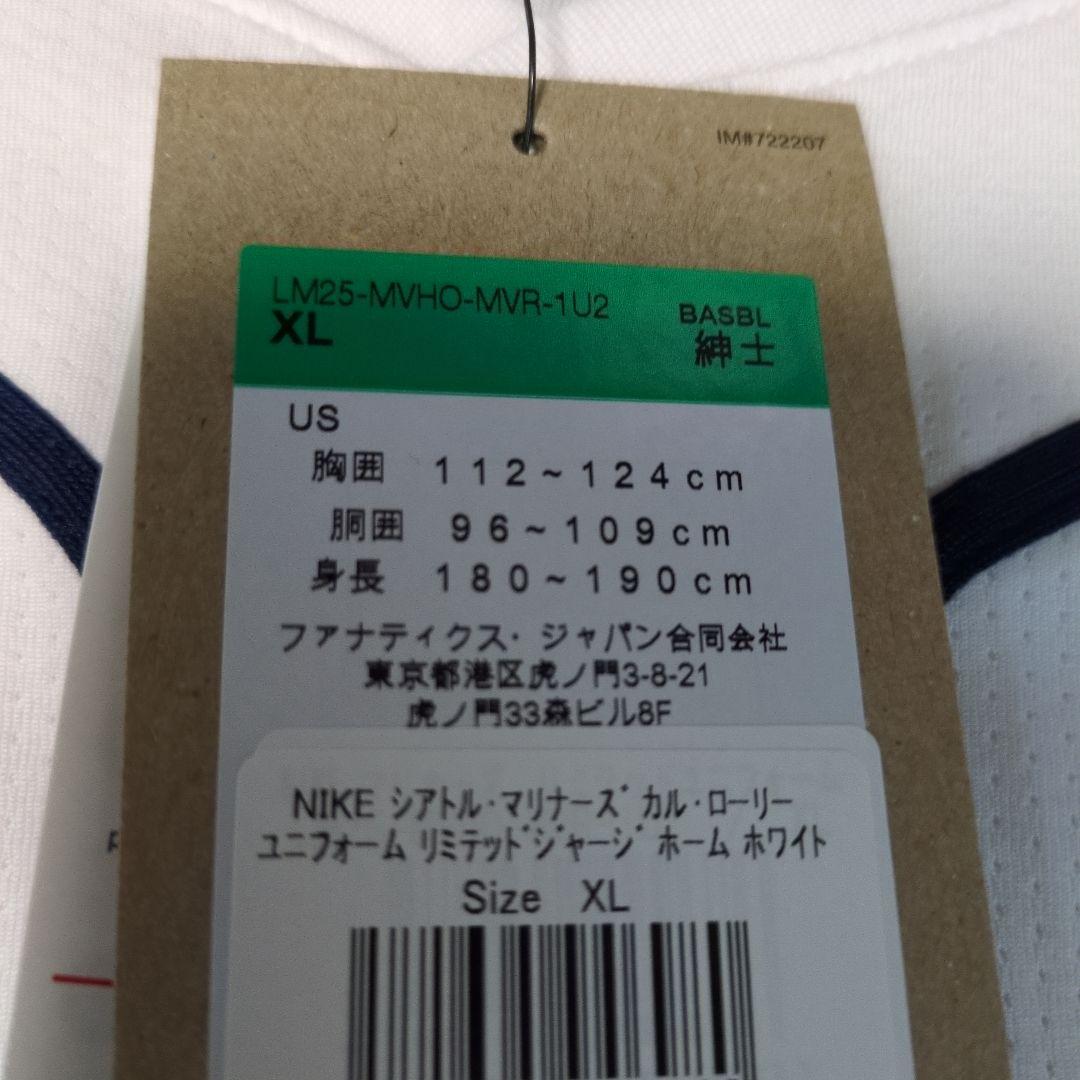 IM#722207
LM25-MVHO-MVR-1U2
XL
BASBL
紳士
US
胸囲 112~124cm
胴囲 96~109cm
身長 180~190cm
ファナティクス・ジャパン合同会社
東京都港区虎ノ門3-8-21
虎ノ門33森ビル8F
NIKE シアトル・マリナーズ カル・ローリー
ユニフォーム リミテッドジャージ ホーム ホワイト
Size XL